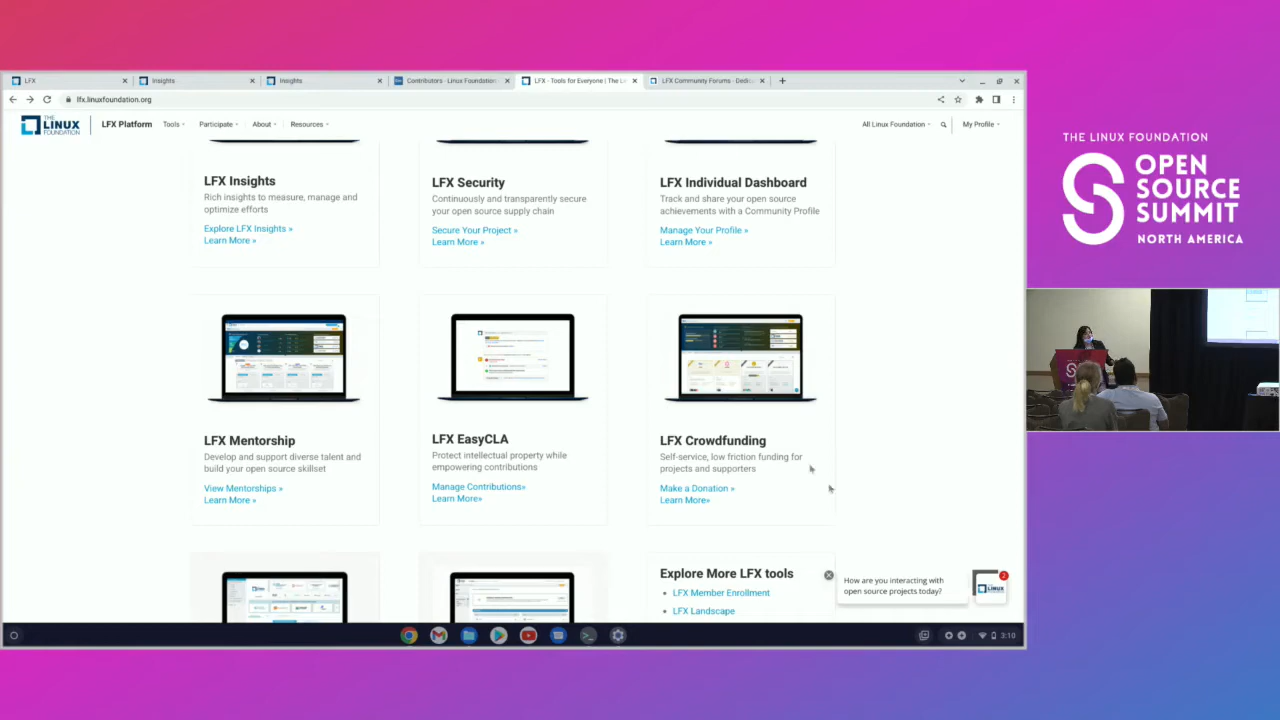 LFX
Insights
Insights
Contributors - Linux Foundation
LFX - Tools for Everyone | The Li
LFX Community Forums - Dedic
lfx.linuxfoundation.org
THE LINUX FOUNDATION
LFX Platform
Tools
Participate
About
Resources
All Linux Foundation
My Profile
LFX Insights
Rich insights to measure, manage and
optimize efforts
Explore LFX Insights »
Learn More »
LFX Security
Continuously and transparently secure
your open source supply chain
Secure Your Project »
Learn More »
LFX Individual Dashboard
Track and share your open source
achievements with a Community Profile
Manage Your Profile »
Learn More »
LFX Mentorship
Develop and support diverse talent and
build your open source skillset
View Mentorships »
Learn More »
LFX EasyCLA
Protect intellectual property while
empowering contributions
Manage Contributions»
Learn More»
LFX Crowdfunding
Self-service, low friction funding for
projects and supporters
Make a Donation »
Learn More»
Explore More LFX tools
LFX Member Enrollment
LFX Landscape
How are you interacting with
open source projects today?
2
LINUX
3:10
THE LINUX FOUNDATION
OPEN
SOURCE
SUMMIT
NORTH AMERICA